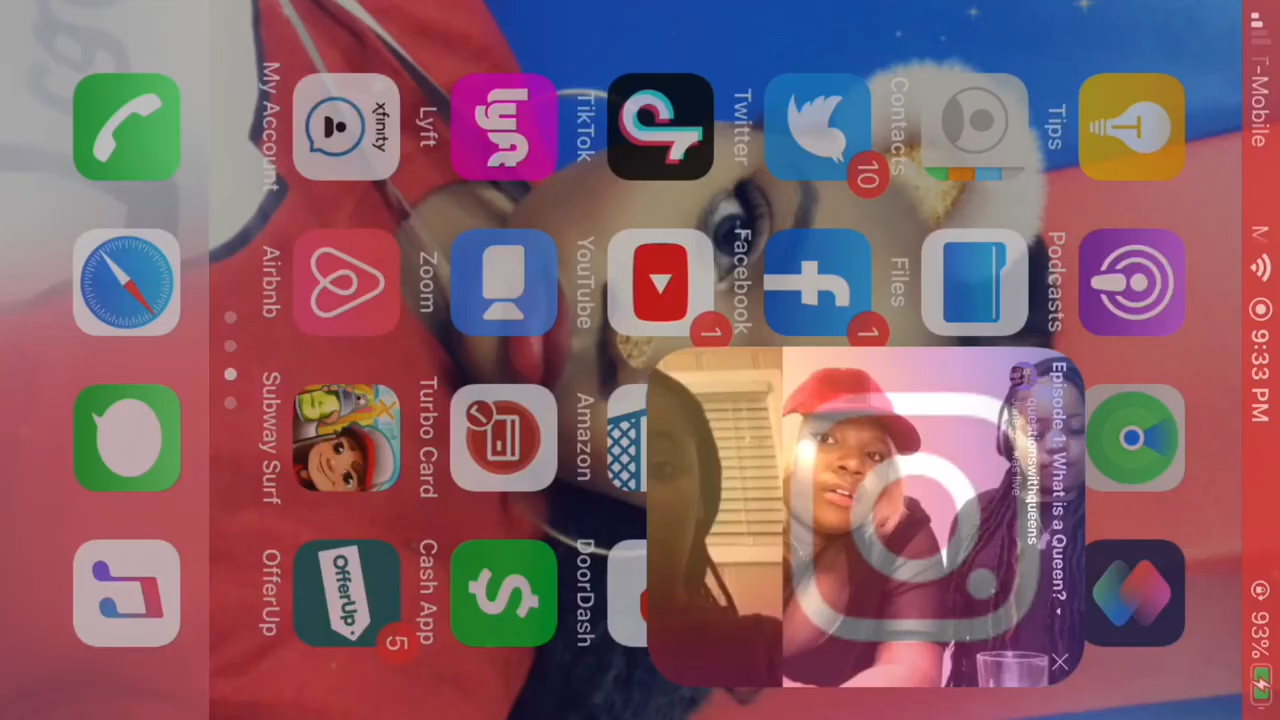 T-Mobile
9:33 PM
93%
Tips
Podcasts
Contacts
Files
Twitter
10
Facebook
1
TikTok
YouTube
1
Amazon
DoorDash
lyft
Lyft
Zoom
Turbo Card
Cash App
xfinity
My Account
Airbnb
Subway Surf
OfferUp
OfferUp
5
Episode 1: What is a Queen?
questionswithqueens